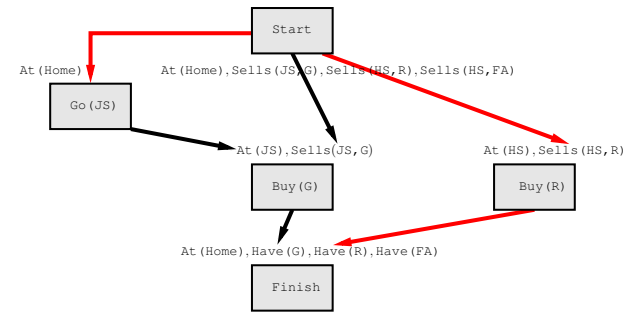 Start
At(Home),Sells(JS,G),Sells(HS,R),Sells(HS,FA)
At(Home)
Go(JS)
At(JS),Sells(JS,G)
At(HS),Sells(HS,R)
Buy(G)
Buy(R)
At(Home),Have(G),Have(R),Have(FA)
Finish